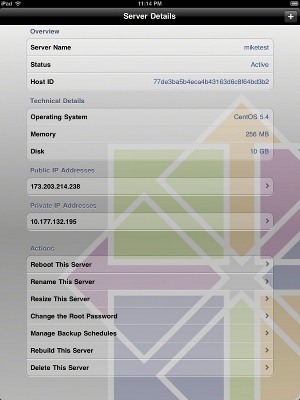 iPad
11:14 PM
Server Details
+
Overview
Server Name miketest
Status Active
Host ID 77de3ba5b4eca4b43163d6c8f64bd3b2
Technical Details
Operating System CentOS 5.4
Memory 256 MB
Disk 10 GB
Public IP Addresses
173.203.214.238
Private IP Addresses
10.177.132.195
Actions
Reboot This Server
Rename This Server
Resize This Server
Change the Root Password
Manage Backup Schedules
Rebuild This Server
Delete This Server